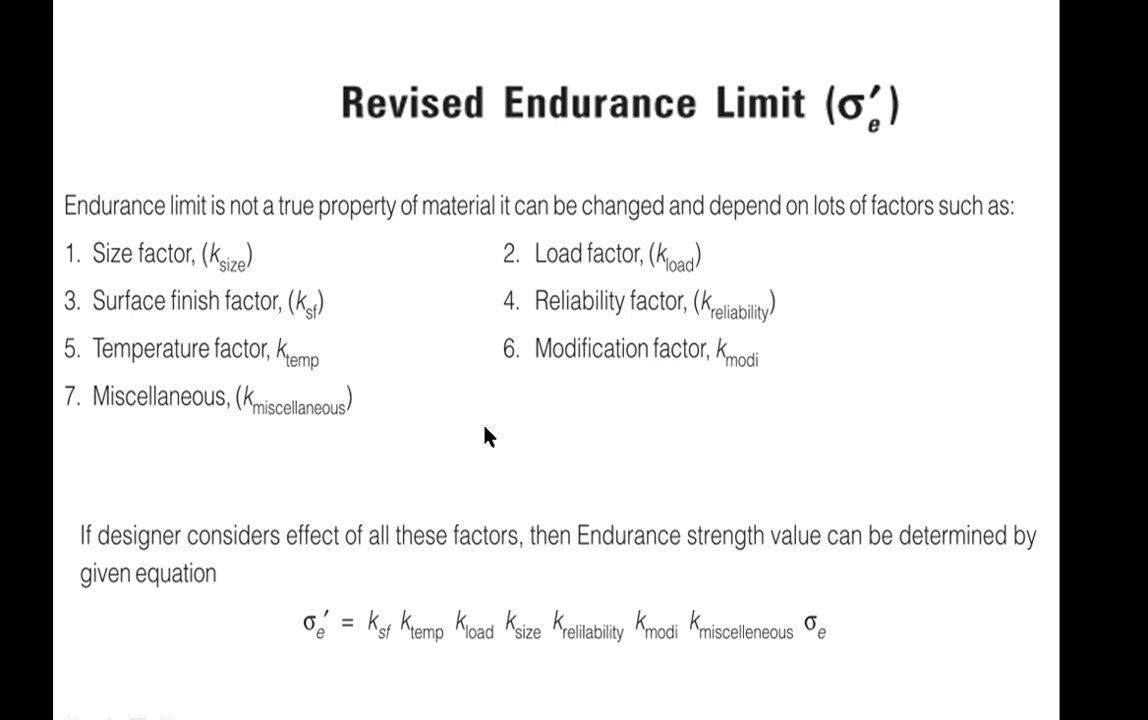 Revised Endurance Limit (σe′)
Endurance limit is not a true property of material it can be changed and depend on lots of factors such as:
1. Size factor, (ksize)
2. Load factor, (kload)
3. Surface finish factor, (ksf)
4. Reliability factor, (kreliability)
5. Temperature factor, ktemp
6. Modification factor, kmodi
7. Miscellaneous, (kmiscellaneous)
If designer considers effect of all these factors, then Endurance strength value can be determined by
given equation
σe′ = ksf ktemp kload ksize krelilability kmodi kmiscelleneous σe